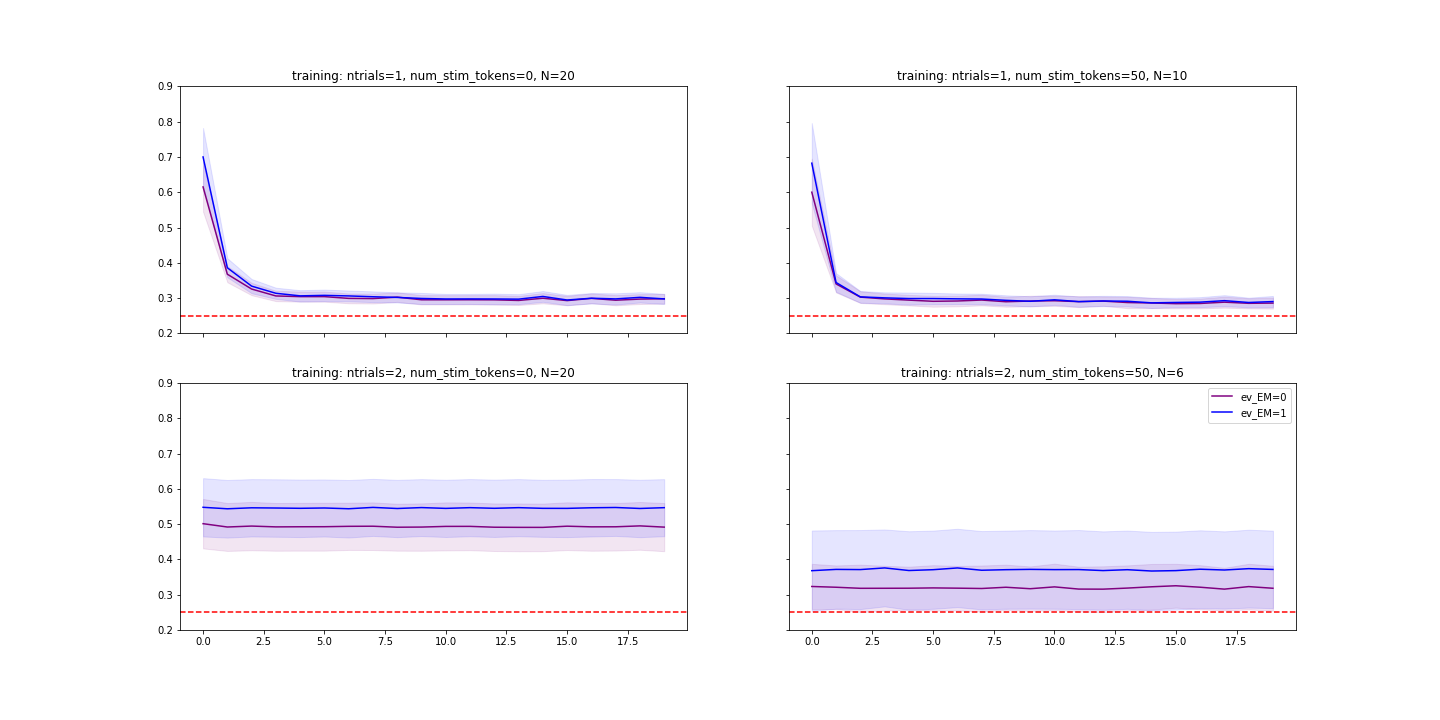 training: ntrials=1, num_stim_tokens=0, N=20
0.9
0.8
0.7
0.6
0.5
0.4
0.3
0.2
training: ntrials=1, num_stim_tokens=50, N=10
training: ntrials=2, num_stim_tokens=0, N=20
0.9
0.8
0.7
0.6
0.5
0.4
0.3
0.2
0.0 2.5 5.0 7.5 10.0 12.5 15.0 17.5
training: ntrials=2, num_stim_tokens=50, N=6
ev_EM=0
ev_EM=1
0.0 2.5 5.0 7.5 10.0 12.5 15.0 17.5